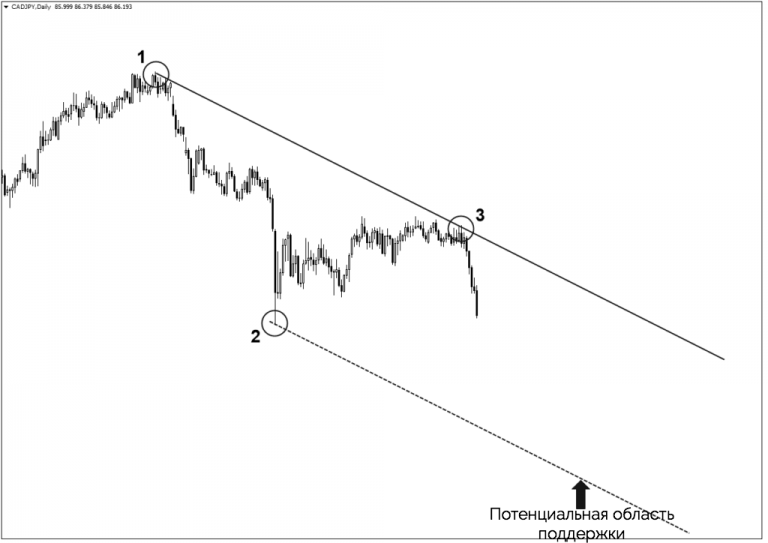 CADJPY,Daily 85.999 86.379 85.846 86.193
1
3
2
Потенциальная область
поддержки